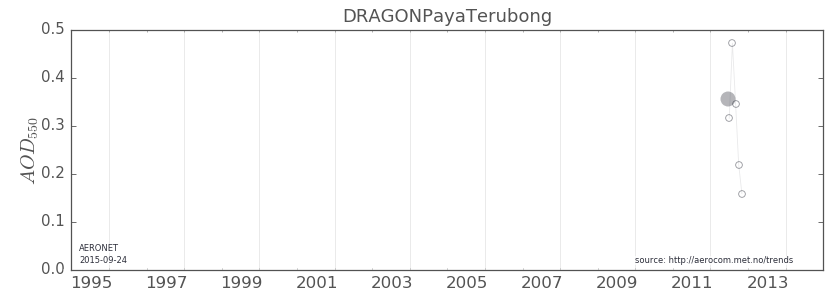 DRAGONPayaTerubong
0.5
0.4
0.3
0.2
0.1
0.0
AOD550
AERONET
2015-09-24
source: http://aerocom.met.no/trends
1995 1997 1999 2001 2003 2005 2007 2009 2011 2013